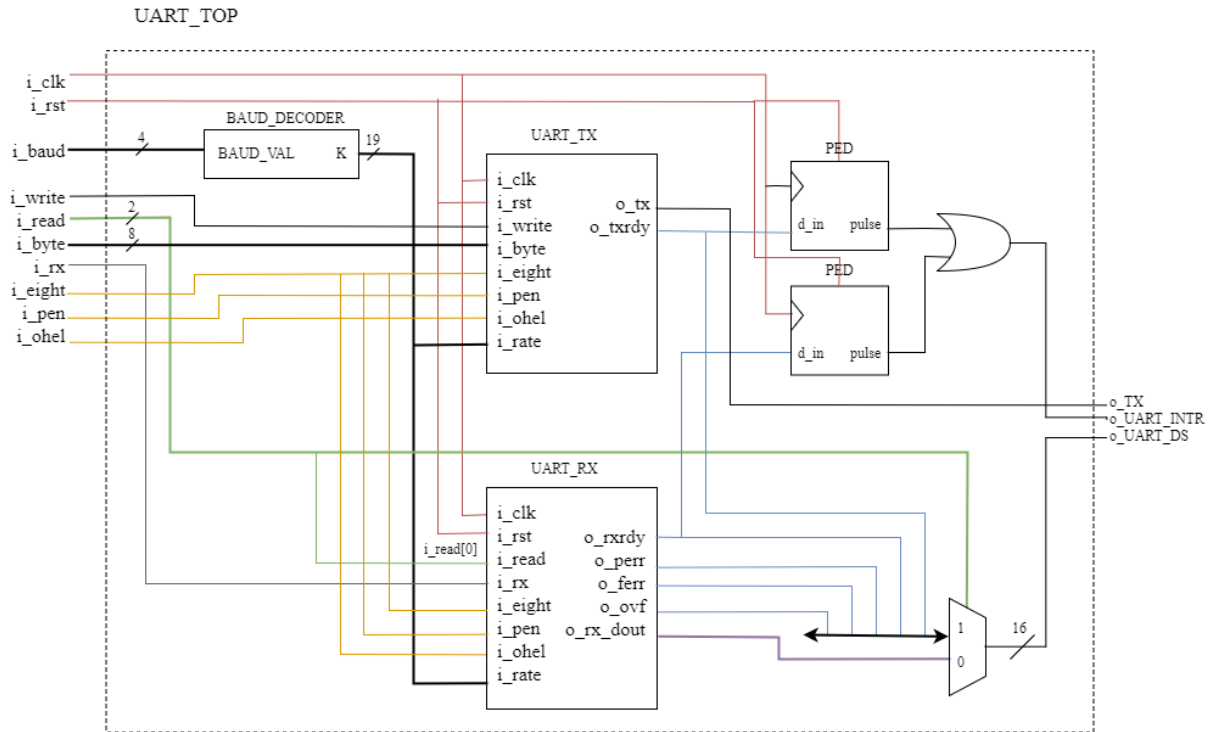 UART_TOP
i_clk
i_rst
i_baud
i_write
i_read
i_byte
i_rx
i_eight
i_pen
i_ohel
4
2
8
BAUD_DECODER
BAUD_VAL K
19
UART_TX
i_clk
i_rst
i_write
i_byte
i_eight
i_pen
i_ohel
i_rate
o_tx
o_txrdy
PED
d_in pulse
PED
d_in pulse
o_TX
o_UART_INTR
o_UART_DS
UART_RX
i_read[0]
i_clk
i_rst
i_read
i_rx
i_eight
i_pen
i_ohel
i_rate
o_rxrdy
o_perr
o_ferr
o_ovf
o_rx_dout
1
0
16